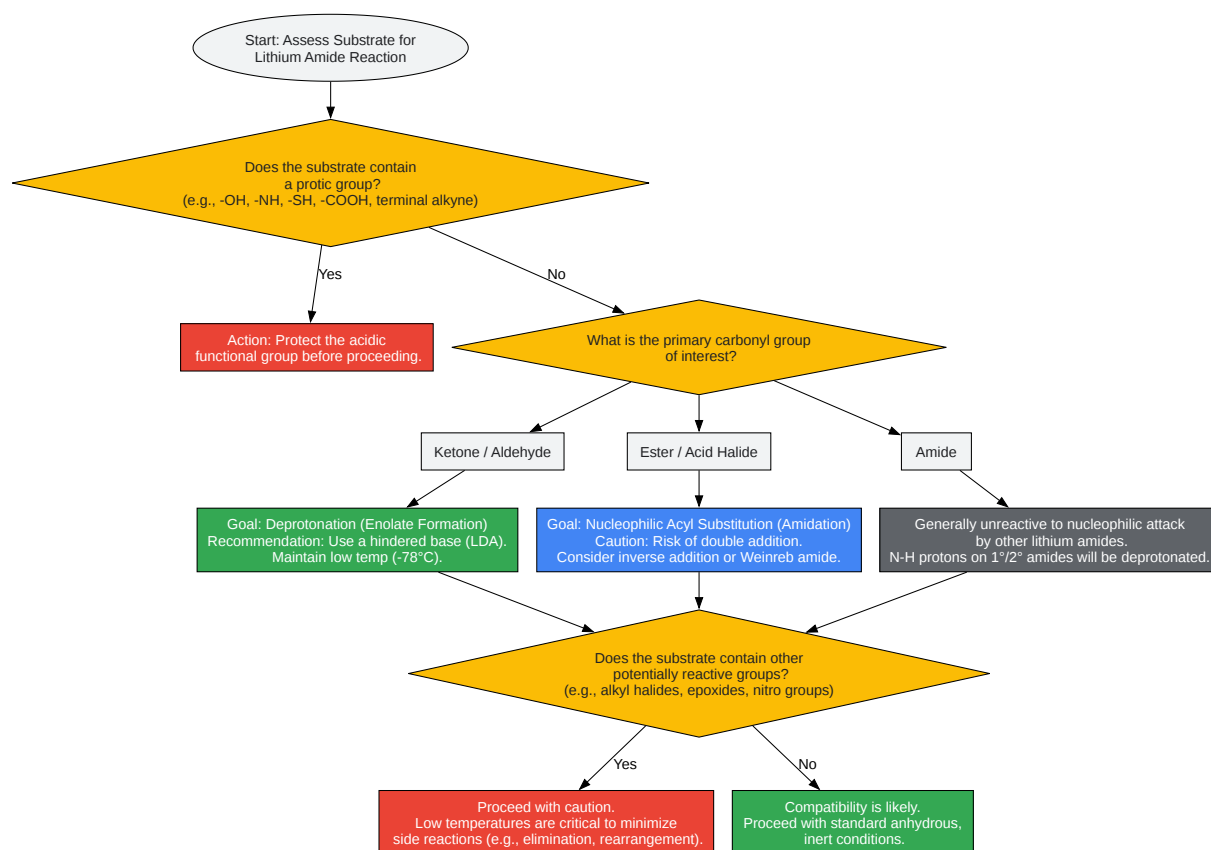 Start: Assess Substrate for
Lithium Amide Reaction
Does the substrate contain
a protic group?
(e.g., -OH, -NH, -SH, -COOH, terminal alkyne)
Yes
No
Action: Protect the acidic
functional group before proceeding.
What is the primary carbonyl group
of interest?
Ketone / Aldehyde
Ester / Acid Halide
Amide
Goal: Deprotonation (Enolate Formation)
Recommendation: Use a hindered base (LDA).
Maintain low temp (-78°C).
Goal: Nucleophilic Acyl Substitution (Amidation)
Caution: Risk of double addition.
Consider inverse addition or Weinreb amide.
Generally unreactive to nucleophilic attack
by other lithium amides.
N-H protons on 1°/2° amides will be deprotonated.
Does the substrate contain other
potentially reactive groups?
(e.g., alkyl halides, epoxides, nitro groups)
Yes
No
Proceed with caution.
Low temperatures are critical to minimize
side reactions (e.g., elimination, rearrangement).
Compatibility is likely.
Proceed with standard anhydrous,
inert conditions.